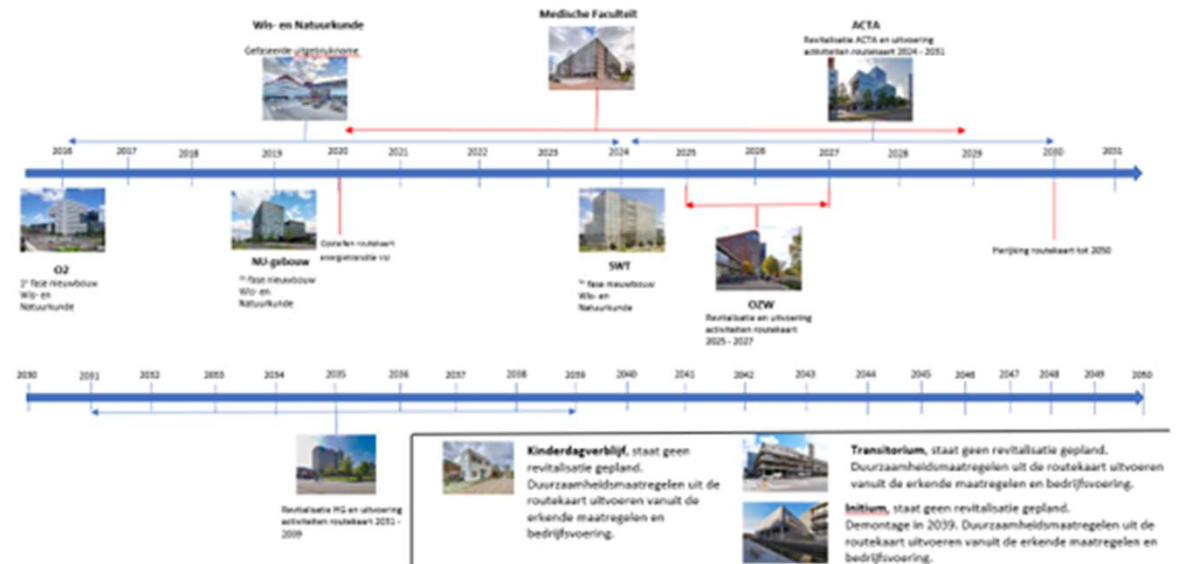 Wis- en Natuurkunde
Gefaseerde uitgebruikname
Medische Faculteit
ACTA
Revitalisatie ACTA en uitvoering
activiteiten routekaart 2024 - 2031
2016 2017 2018 2019 2020 2021 2022 2023 2024 2025 2026 2027 2028 2029 2030 2031
O2
1e fase nieuwbouw
Wis- en
Natuurkunde
NU-gebouw
fase nieuwbouw
Wis- en
Natuurkunde
Opstellen routekaart
energietransitie VU
SWT
fase nieuwbouw
Wis- en
Natuurkunde
OZW
Revitalisatie en uitvoering
activiteiten routekaart
2025 - 2027
Herijking routekaart tot 2050
2030 2031 2032 2033 2034 2035 2036 2037 2038 2039 2040 2041 2042 2043 2044 2045 2046 2047 2048 2049 2050
Revitalisatie HG en uitvoering
activiteiten routekaart 2031 -
2039
Kinderdagverblijf, staat geen
revitalisatie gepland.
Duurzaamheidsmaatregelen uit de
routekaart uitvoeren vanuit de
erkende maatregelen en
bedrijfsvoering.
Transitorium, staat geen revitalisatie gepland.
Duurzaamheidsmaatregelen uit de routekaart uitvoeren
vanuit de erkende maatregelen en bedrijfsvoering.
Initium, staat geen revitalisatie gepland.
Demontage in 2039. Duurzaamheidsmaatregelen uit de
routekaart uitvoeren vanuit de erkende maatregelen en
bedrijfsvoering.